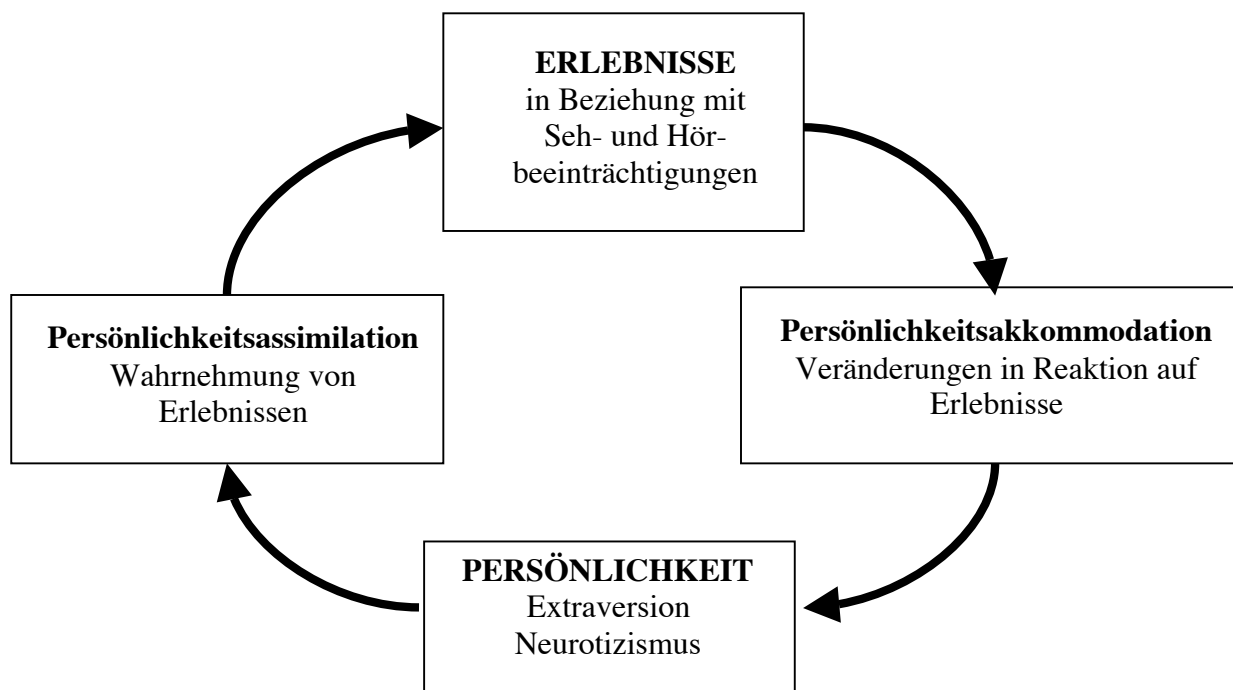 ERLEBNISSE
in Beziehung mit
Seh- und Hör-
beeinträchtigungen
Persönlichkeitsassimilation
Wahrnehmung von
Erlebnissen
Persönlichkeitsakkommodation
Veränderungen in Reaktion auf
Erlebnisse
PERSÖNLICHKEIT
Extraversion
Neurotizismus